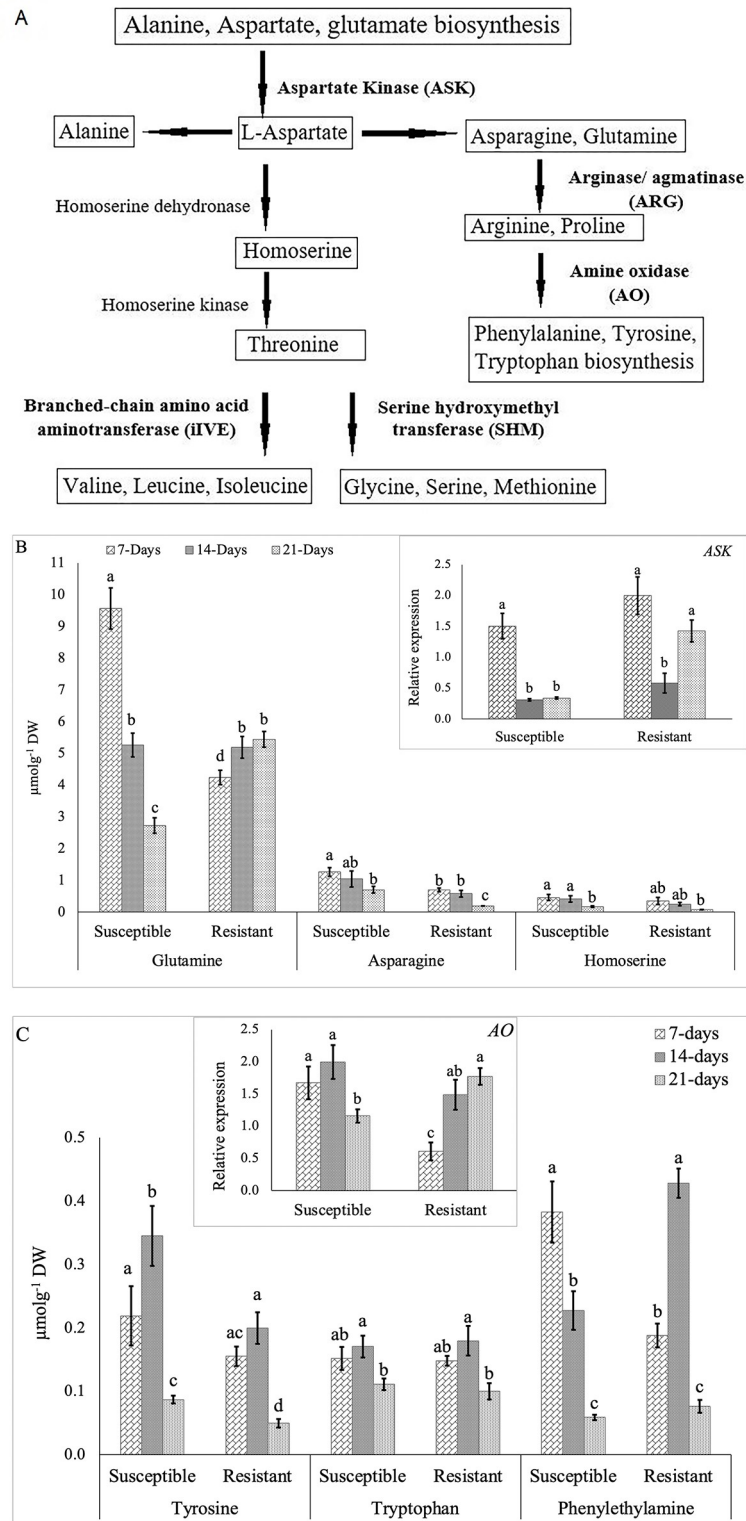 A
Alanine, Aspartate, glutamate biosynthesis
Aspartate Kinase (ASK)
Alanine
L-Aspartate
Asparagine, Glutamine
Homoserine dehydronase
Arginase/ agmatinase
(ARG)
Arginine, Proline
Homoserine
Homoserine kinase
Amine oxidase
(AO)
Threonine
Phenylalanine, Tyrosine,
Tryptophan biosynthesis
Branched-chain amino acid
aminotransferase (iIVE)
Serine hydroxymethyl
transferase (SHM)
Valine, Leucine, Isoleucine
Glycine, Serine, Methionine
B
7-Days 14-Days 21-Days
11
10
9
8
7
6
5
4
3
2
1
0
µmolg⁻¹ DW
a b c d b b
a ab b b b c
a a b ab ab b
Susceptible Resistant Susceptible Resistant Susceptible Resistant
Glutamine Asparagine Homoserine
ASK
2.5
2.0
1.5
1.0
0.5
0.0
Relative expression
a b b a b a
Susceptible Resistant
C
7-days
14-days
21-days
AO
2.5
2.0
1.5
1.0
0.5
0.0
Relative expression
a a b c ab a
Susceptible Resistant
0.5
0.4
0.3
0.2
0.1
0.0
µmolg⁻¹ DW
a b c ac a d
ab a b ab a b
a b c b a c
Susceptible Resistant Susceptible Resistant Susceptible Resistant
Tyrosine Tryptophan Phenylethylamine